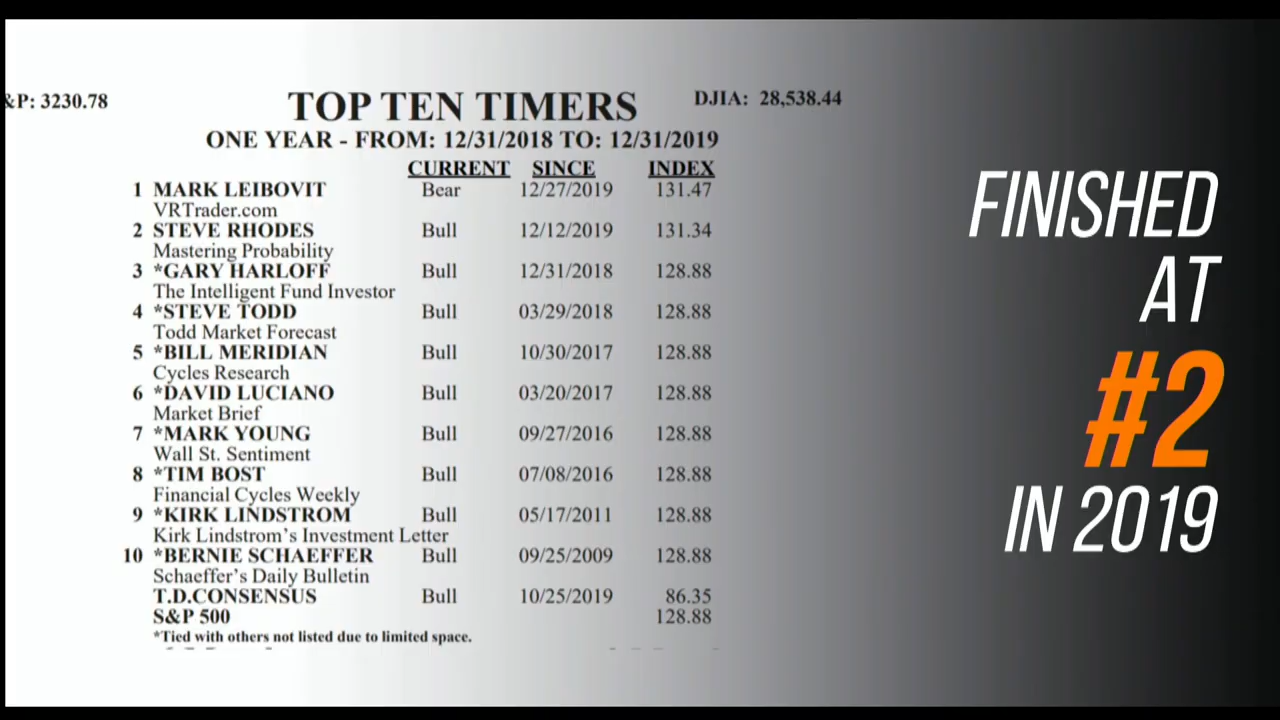 &P: 3230.78
TOP TEN TIMERS
DJIA: 28,538.44
ONE YEAR - FROM: 12/31/2018 TO: 12/31/2019
CURRENT SINCE INDEX
1 MARK LEIBOVIT Bear 12/27/2019 131.47
VRTrader.com
2 STEVE RHODES Bull 12/12/2019 131.34
Mastering Probability
3 *GARY HARLOFF Bull 12/31/2018 128.88
The Intelligent Fund Investor
4 *STEVE TODD Bull 03/29/2018 128.88
Todd Market Forecast
5 *BILL MERIDIAN Bull 10/30/2017 128.88
Cycles Research
6 *DAVID LUCIANO Bull 03/20/2017 128.88
Market Brief
7 *MARK YOUNG Bull 09/27/2016 128.88
Wall St. Sentiment
8 *TIM BOST Bull 07/08/2016 128.88
Financial Cycles Weekly
9 *KIRK LINDSTROM Bull 05/17/2011 128.88
Kirk Lindstrom's Investment Letter
10 *BERNIE SCHAEFFER Bull 09/25/2009 128.88
Schaeffer's Daily Bulletin
T.D.CONSENSUS Bull 10/25/2019 86.35
S&P 500 128.88
*Tied with others not listed due to limited space.
FINISHED
AT
#2
IN 2019